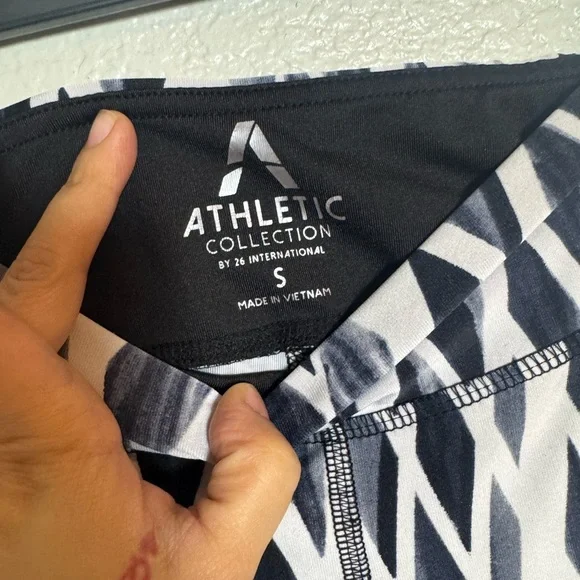 ATHLETIC
COLLECTION
BY 26 INTERNATIONAL
S
MADE IN VIETNAM